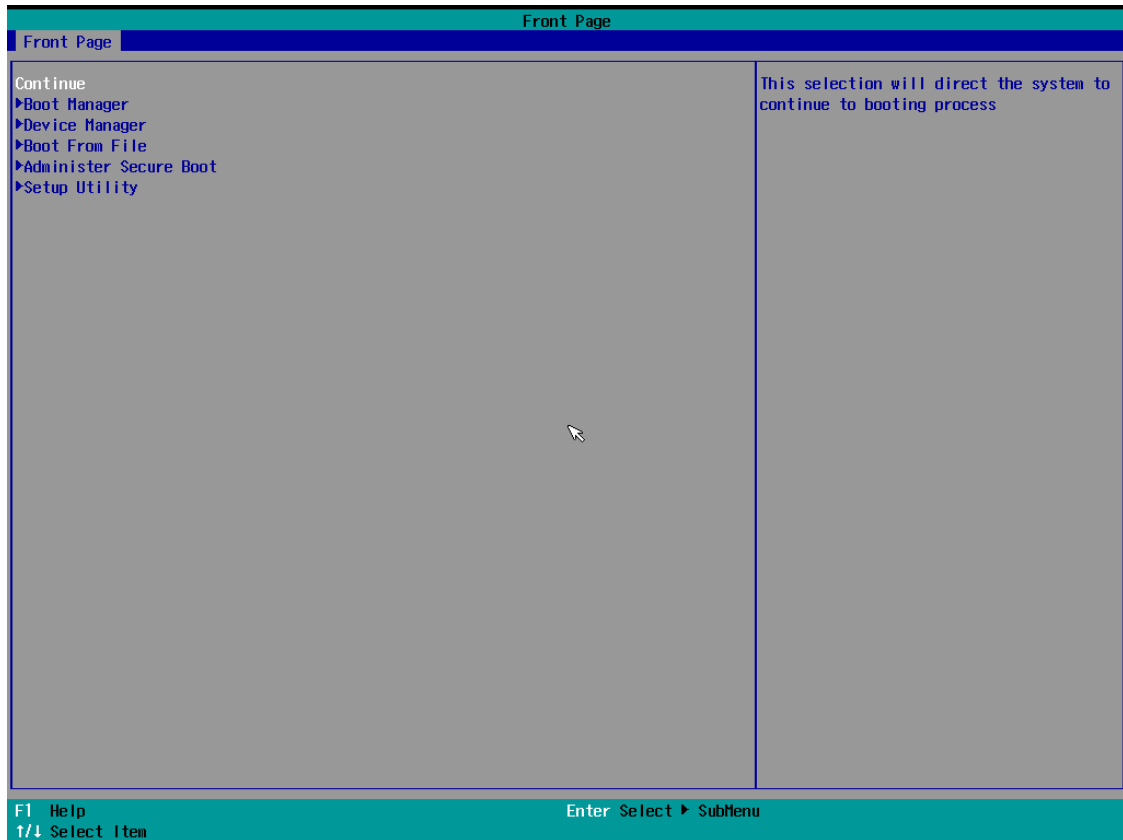 Front Page
Front Page
Continue
▶Boot Manager
▶Device Manager
▶Boot From File
▶Administer Secure Boot
▶Setup Utility
This selection will direct the system to
continue to booting process
F1 Help
Enter Select ▶ SubMenu
↑/↓ Select Item